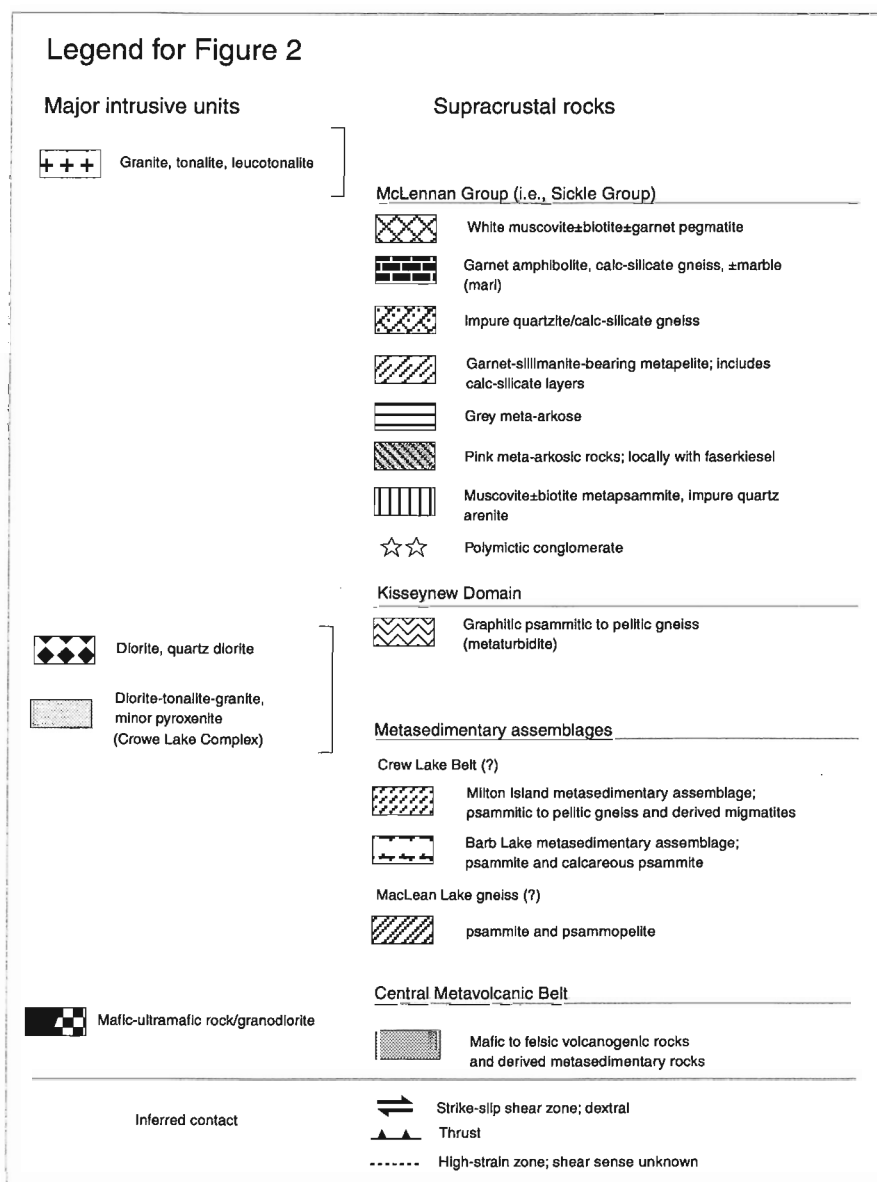 Legend for Figure 2
Major intrusive units
Supracrustal rocks
Granite, tonalite, leucotonalite
McLennan Group (i.e., Sickle Group)
White muscovite±biotite±garnet pegmatite
Garnet amphibolite, calc-silicate gneiss, ±marble
(marl)
Impure quartzite/calc-silicate gneiss
Garnet-sillimanite-bearing metapelite; includes
calc-silicate layers
Grey meta-arkose
Pink meta-arkosic rocks; locally with faserkiesel
Muscovite±biotite metapsammite, impure quartz
arenite
Polymictic conglomerate
Kisseynew Domain
Graphitic psammitic to pelitic gneiss
(metaturbidite)
Diorite, quartz diorite
Diorite-tonalite-granite,
minor pyroxenite
(Crowe Lake Complex)
Metasedimentary assemblages
Crew Lake Belt (?)
Milton Island metasedimentary assemblage;
psammitic to pelitic gneiss and derived migmatites
Barb Lake metasedimentary assemblage;
psammite and calcareous psammite
MacLean Lake gneiss (?)
psammite and psammopelite
Central Metavolcanic Belt
Mafic-ultramafic rock/granodiorite
Mafic to felsic volcanogenic rocks
and derived metasedimentary rocks
Inferred contact
Strike-slip shear zone; dextral
Thrust
High-strain zone; shear sense unknown